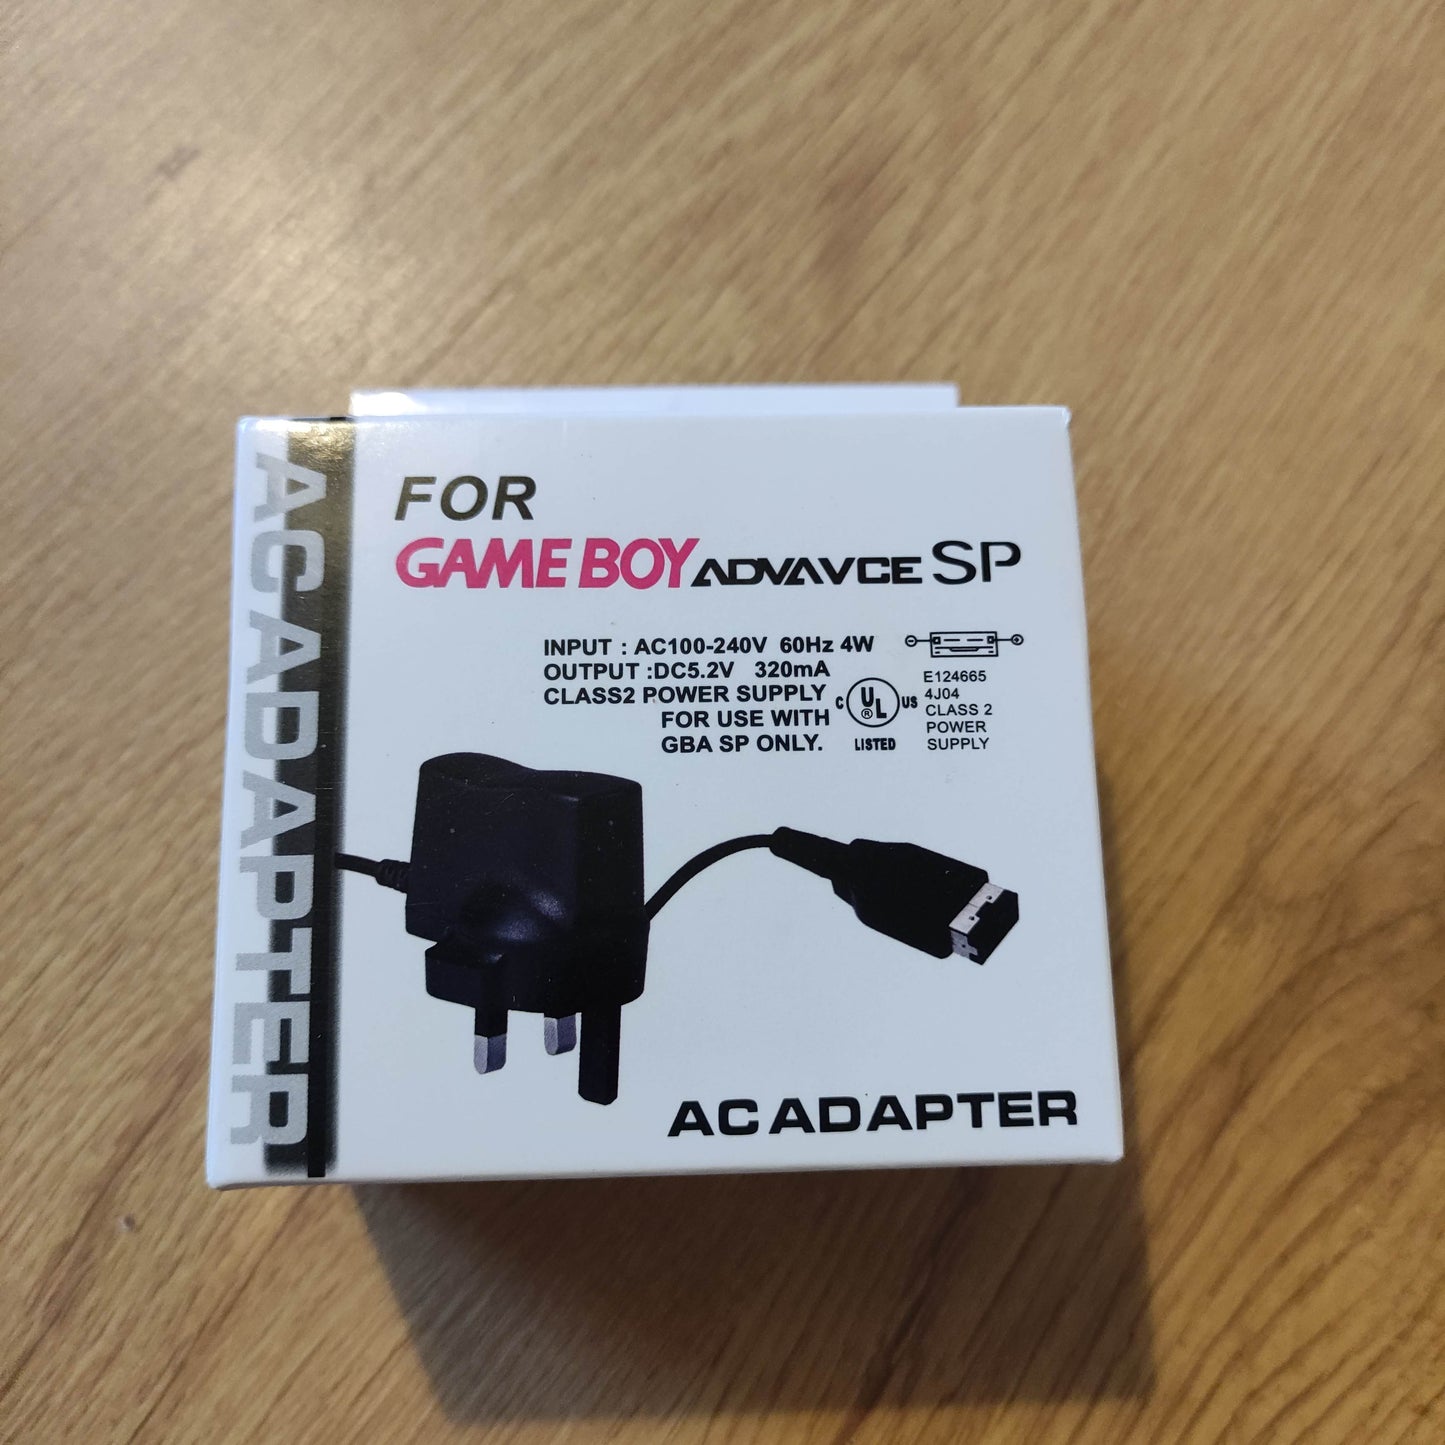 AC ADAPTER
FOR
GAME BOY ADVAVCE SP
INPUT : AC100-240V 60Hz 4W
OUTPUT :DC5.2V 320mA
CLASS2 POWER SUPPLY
FOR USE WITH
GBA SP ONLY.
C UL ® US
LISTED
E124665
4J04
CLASS 2
POWER
SUPPLY
AC ADAPTER